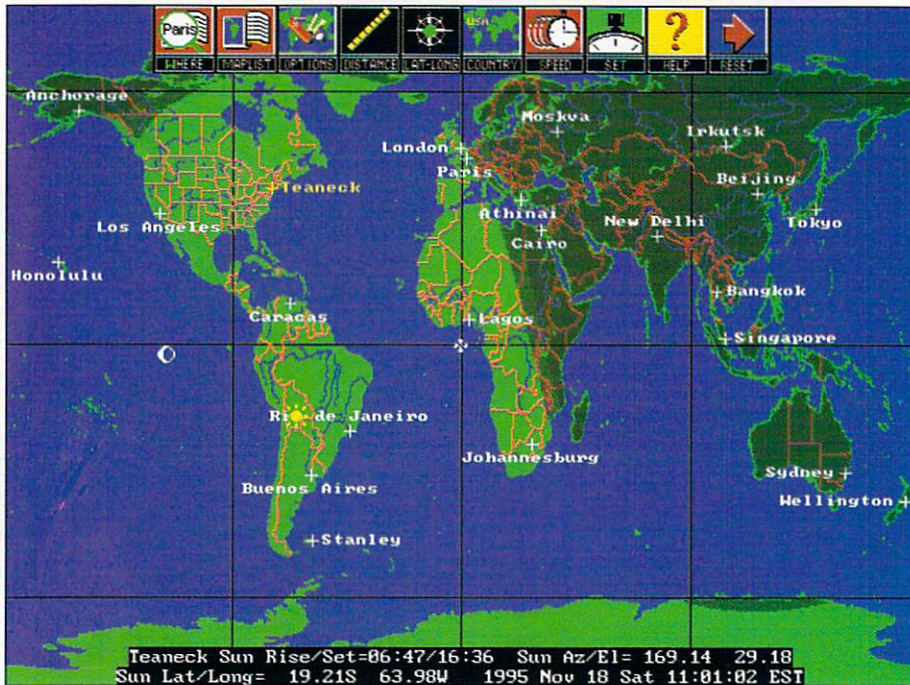 Paris USA
WHERE MAPLIST OPTIONS DISTANCE LAT-LONG COUNTRY SPEED SET HELP RESET
Anchorage
Moskva
London
Irkutsk
Paris
Teaneck
Beijing
Athinai
New Delhi
Tokyo
Los Angeles
Cairo
Honolulu
Bangkok
Caracas
Lagos
Singapore
Rio de Janeiro
Johannesburg
Sydney
Buenos Aires
Wellington
Stanley
Teaneck Sun Rise/Set=06:47/16:36 Sun Az/El= 169.14 29.18
Sun Lat/Long= 19.21S 63.98W 1995 Nov 18 Sat 11:01:02 EST